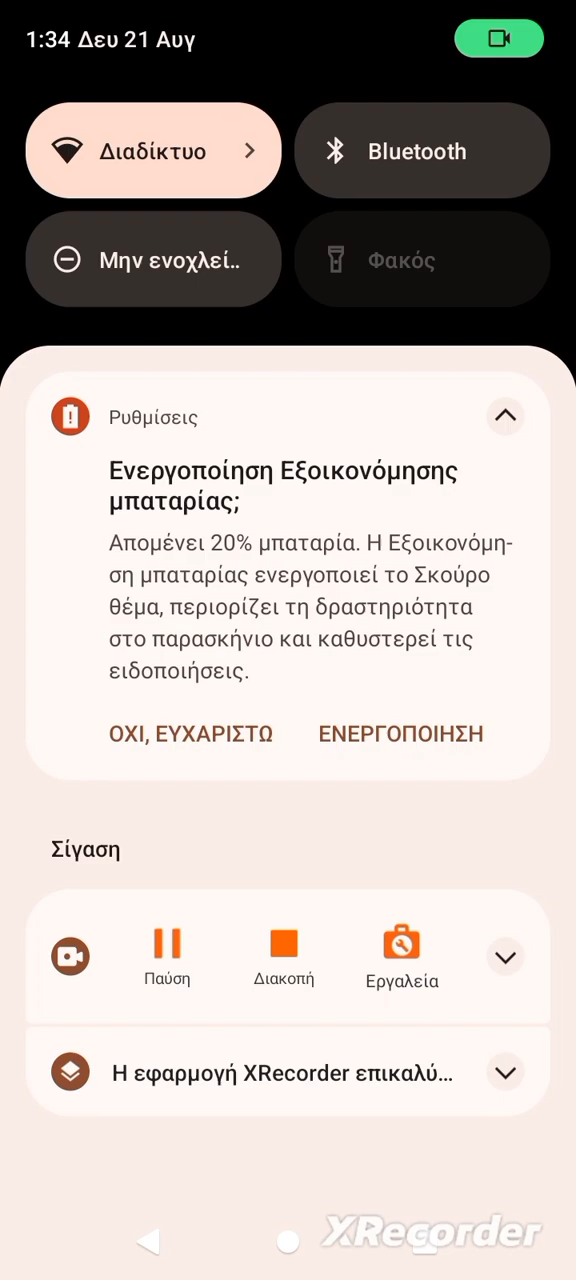 1:34 Δευ 21 Αυγ
Διαδίκτυο
Bluetooth
Μην ενοχλεί..
Φακός
Ρυθμίσεις
Ενεργοποίηση Εξοικονόμησης
μπαταρίας;
Απομένει 20% μπαταρία. Η Εξοικονόμη-
ση μπαταρίας ενεργοποιεί το Σκούρο
θέμα, περιορίζει τη δραστηριότητα
στο παρασκήνιο και καθυστερεί τις
ειδοποιήσεις.
ΟΧΙ, ΕΥΧΑΡΙΣΤΩ ΕΝΕΡΓΟΠΟΙΗΣΗ
Σίγαση
Παύση
Διακοπή
Εργαλεία
Η εφαρμογή XRecorder επικαλύ...
XRecorder